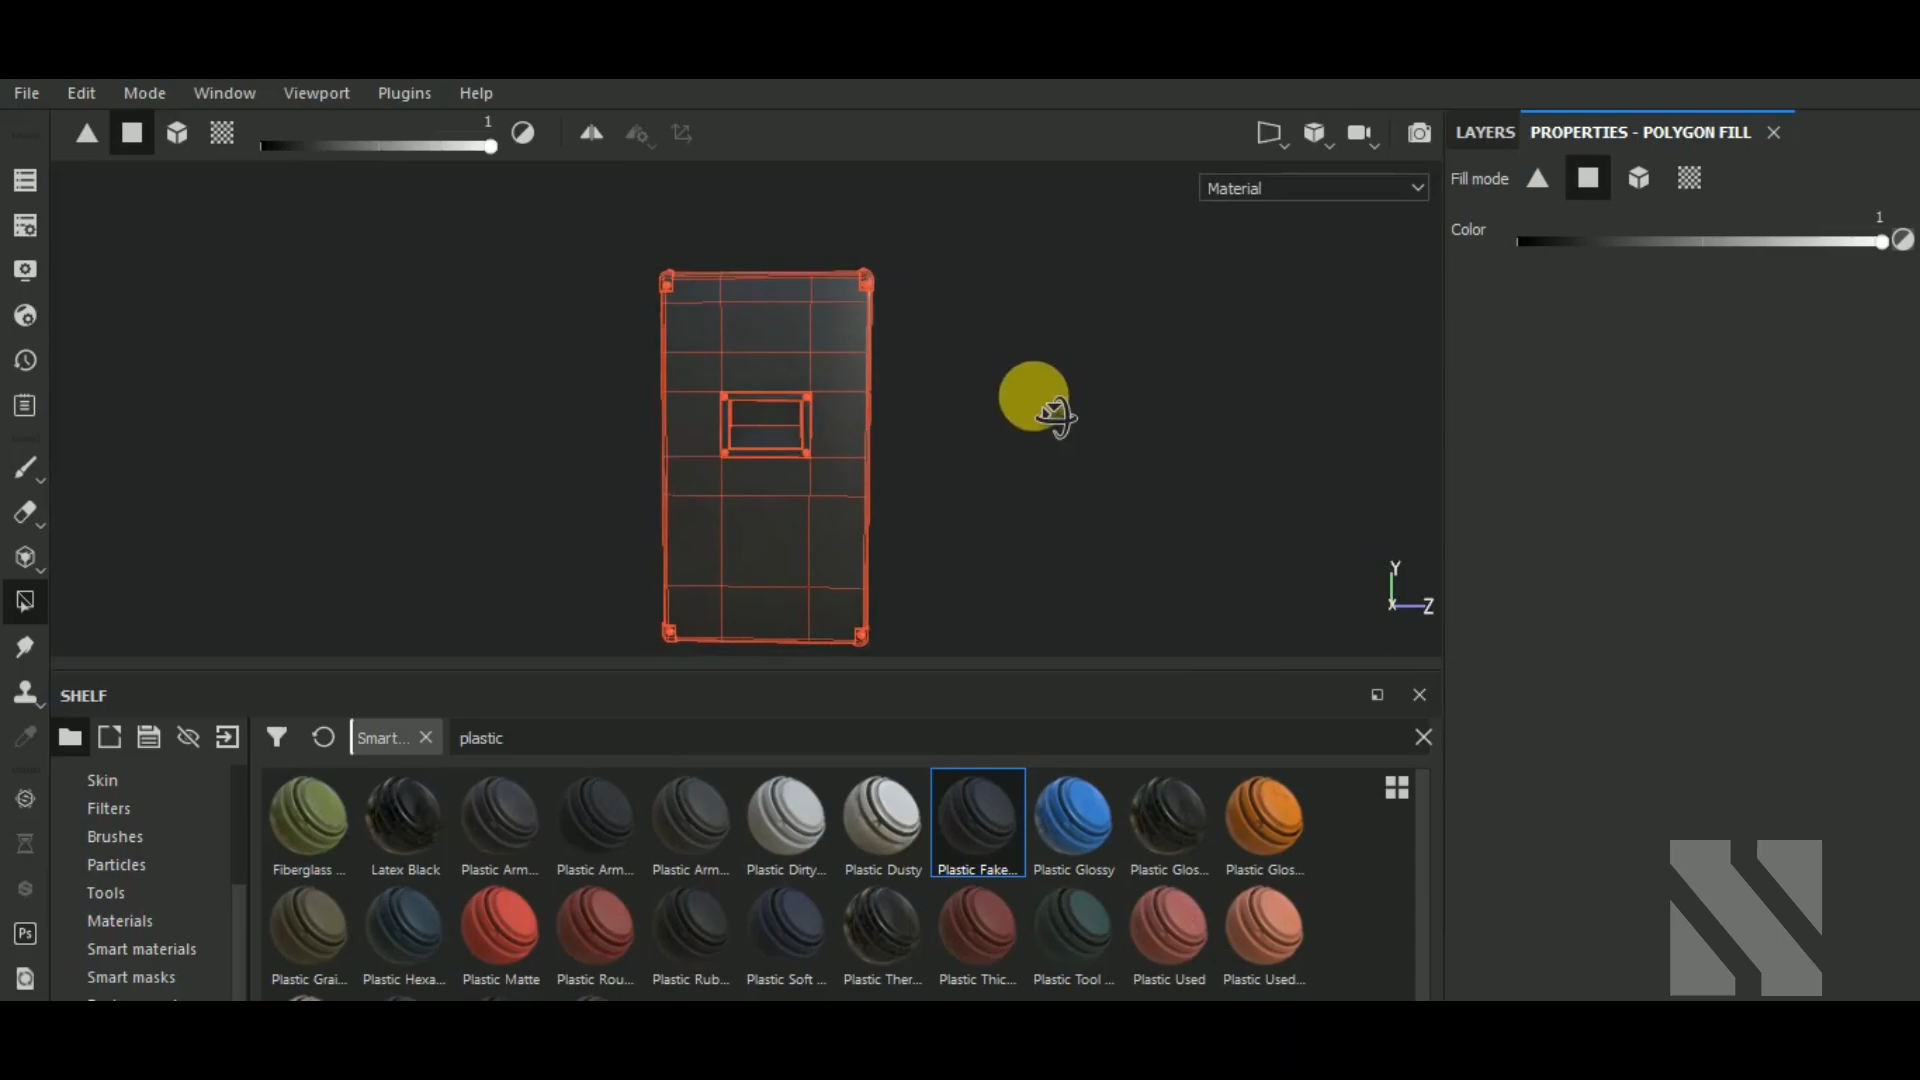 File Edit Mode Window Viewport Plugins Help
1
LAYERS PROPERTIES - POLYGON FILL
Fill mode
Material
1
Color
Y
X Z
SHELF
Smart... plastic
Skin
Filters
Brushes
Particles
Tools
Materials
Smart materials
Smart masks
Fiberglass ... Latex Black Plastic Arm... Plastic Arm... Plastic Arm... Plastic Dirty... Plastic Dusty Plastic Fake... Plastic Glossy Plastic Glos... Plastic Glos...
Plastic Grai... Plastic Hexa... Plastic Matte Plastic Rou... Plastic Rub... Plastic Soft ... Plastic Ther... Plastic Thic... Plastic Tool ... Plastic Used Plastic Used...
Ps